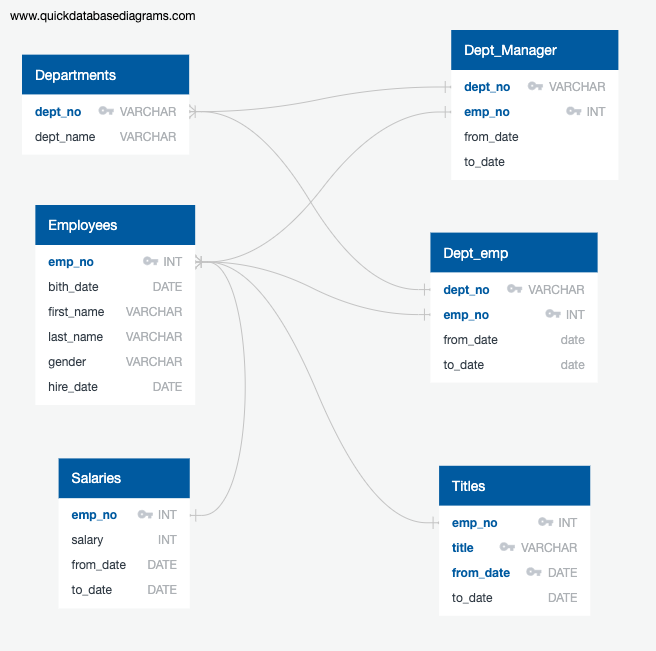 www.quickdatabasediagrams.com
Departments
dept_no VARCHAR
dept_name VARCHAR
Dept_Manager
dept_no VARCHAR
emp_no INT
from_date
to_date
Employees
emp_no INT
bith_date DATE
first_name VARCHAR
last_name VARCHAR
gender VARCHAR
hire_date DATE
Dept_emp
dept_no VARCHAR
emp_no INT
from_date date
to_date date
Salaries
emp_no INT
salary INT
from_date DATE
to_date DATE
Titles
emp_no INT
title VARCHAR
from_date DATE
to_date DATE